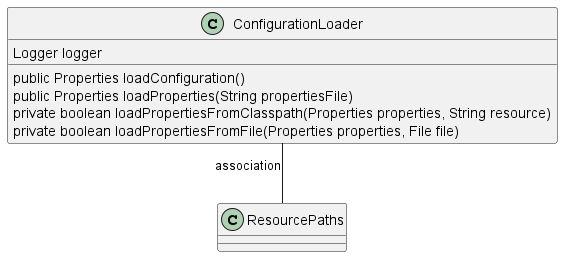 C ConfigurationLoader
Logger logger
public Properties loadConfiguration()
public Properties loadProperties(String propertiesFile)
private boolean loadPropertiesFromClasspath(Properties properties, String resource)
private boolean loadPropertiesFromFile(Properties properties, File file)
association
C ResourcePaths